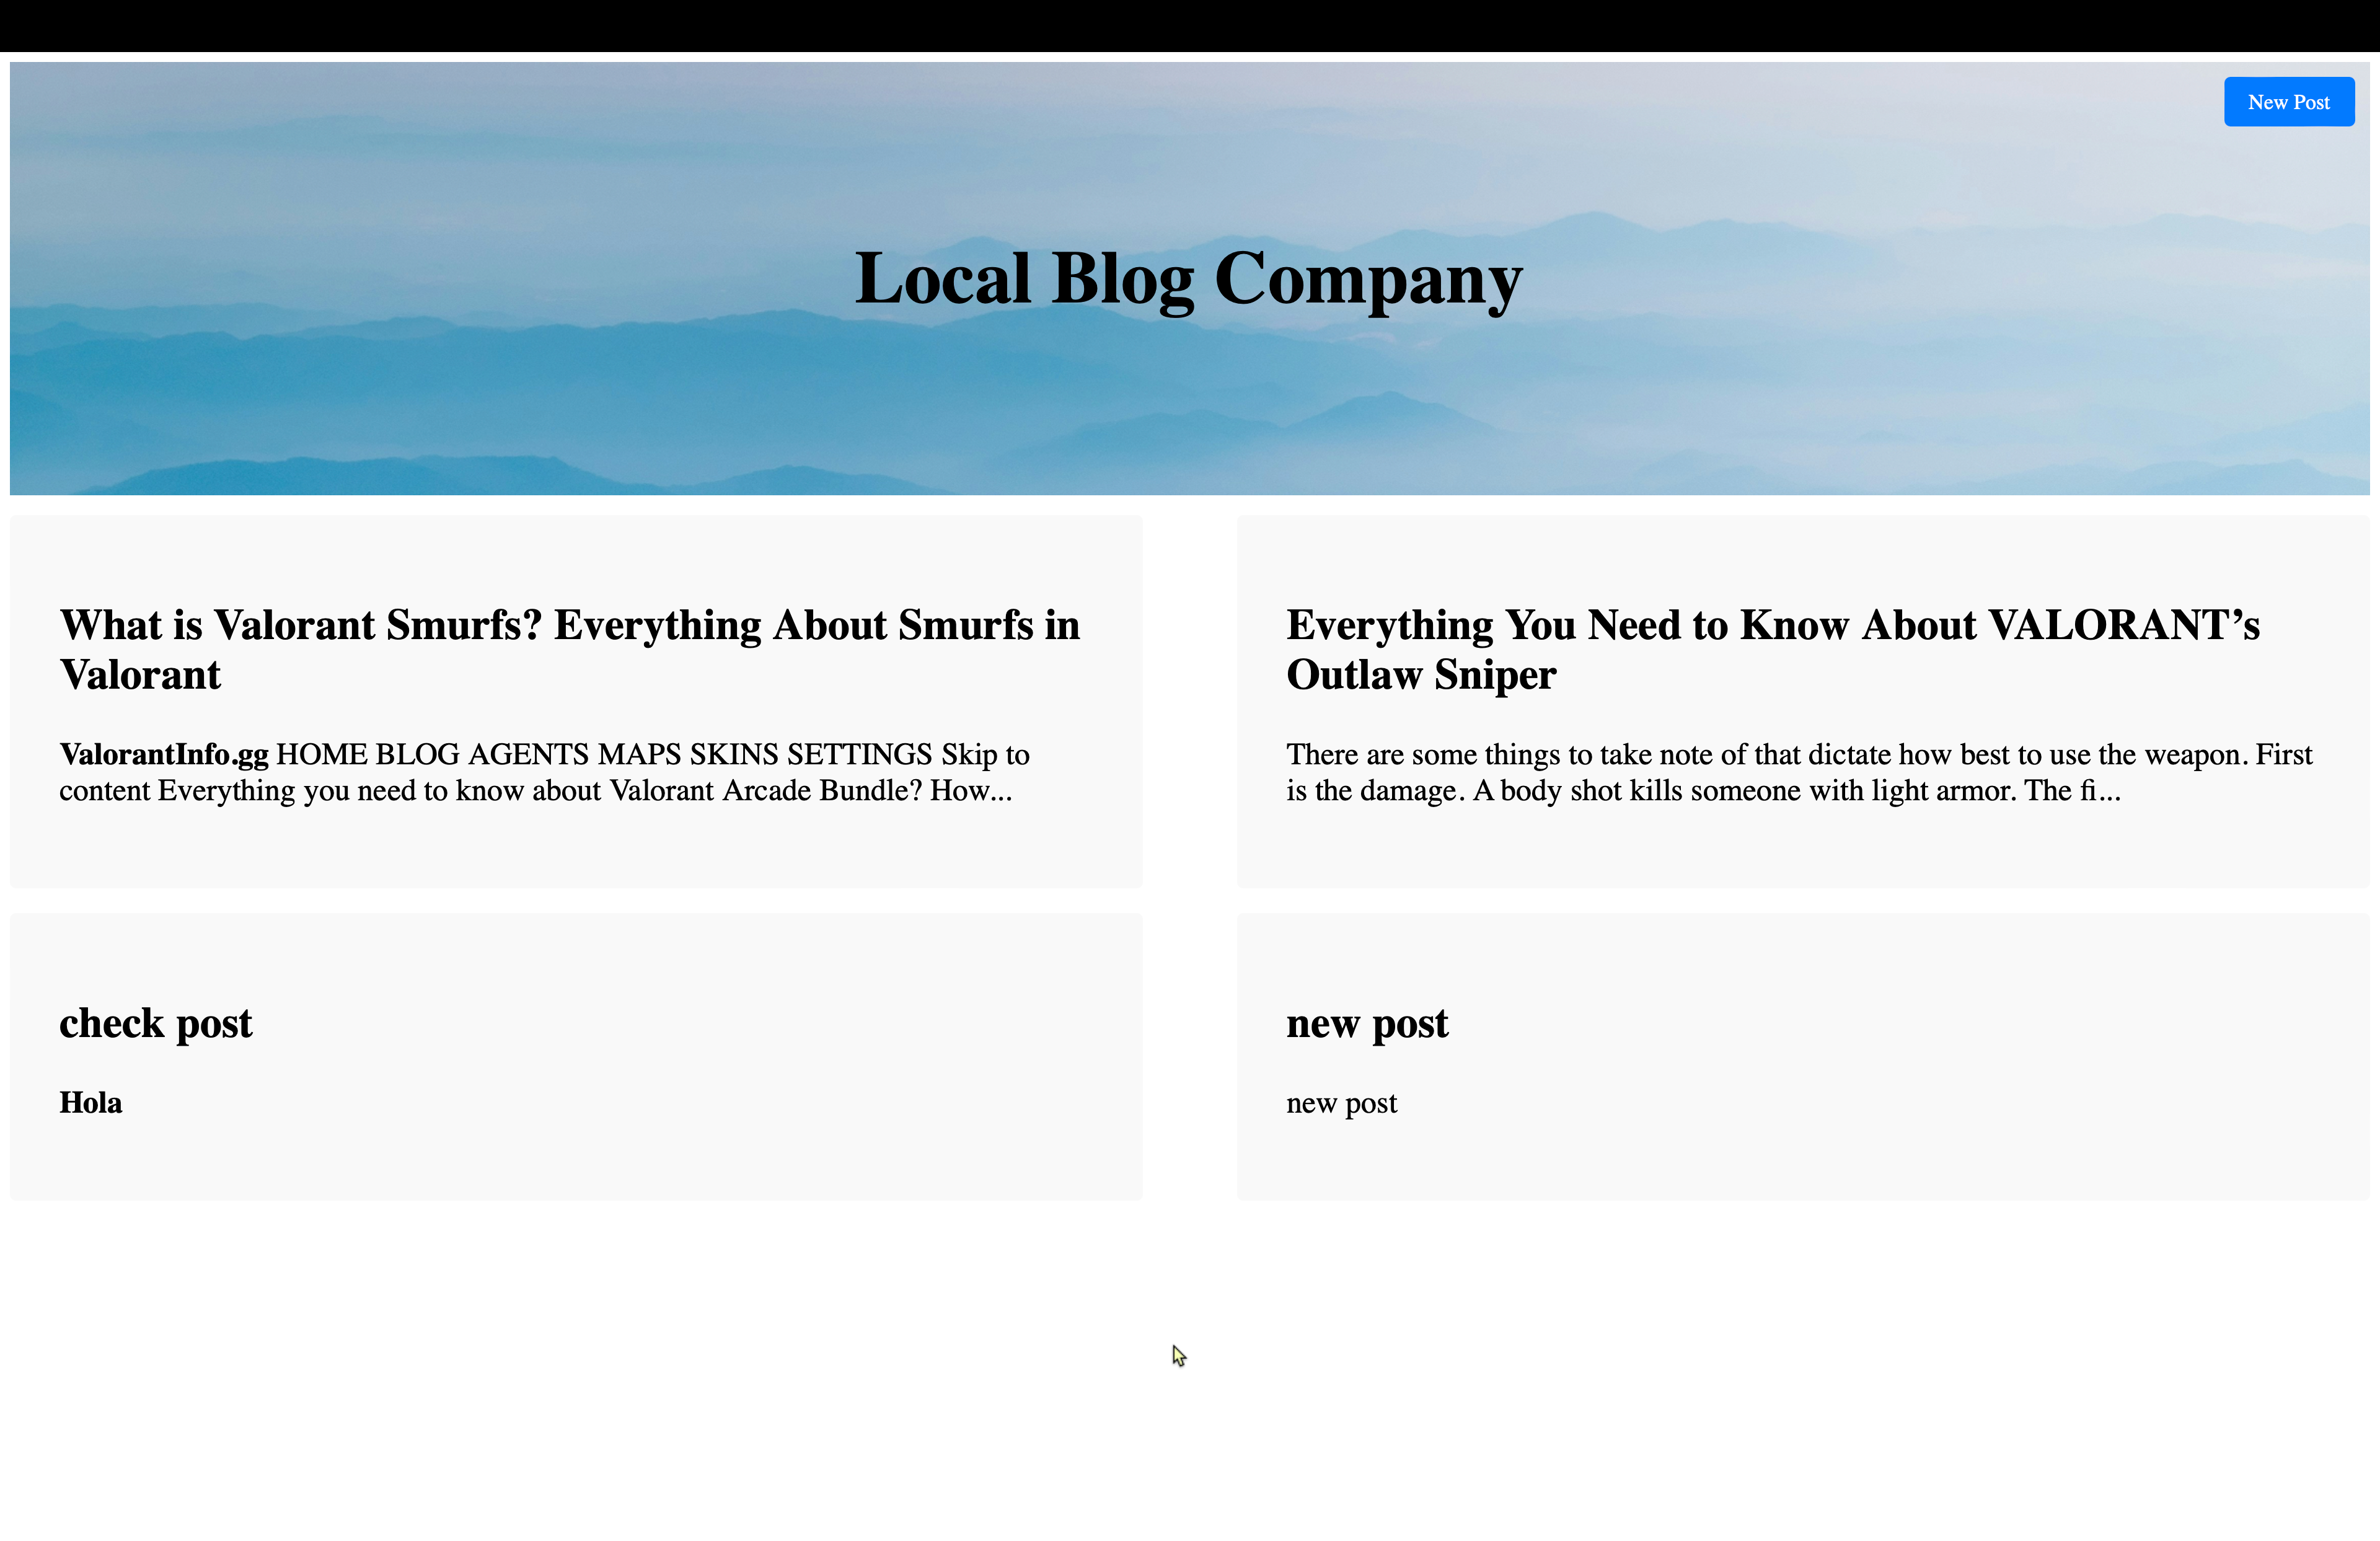 New Post
Local Blog Company
What is Valorant Smurfs? Everything About Smurfs in
Valorant
ValorantInfo.gg HOME BLOG AGENTS MAPS SKINS SETTINGS Skip to
content Everything you need to know about Valorant Arcade Bundle? How...
Everything You Need to Know About VALORANT’s
Outlaw Sniper
There are some things to take note of that dictate how best to use the weapon. First
is the damage. A body shot kills someone with light armor. The fi...
check post
Hola
new post
new post